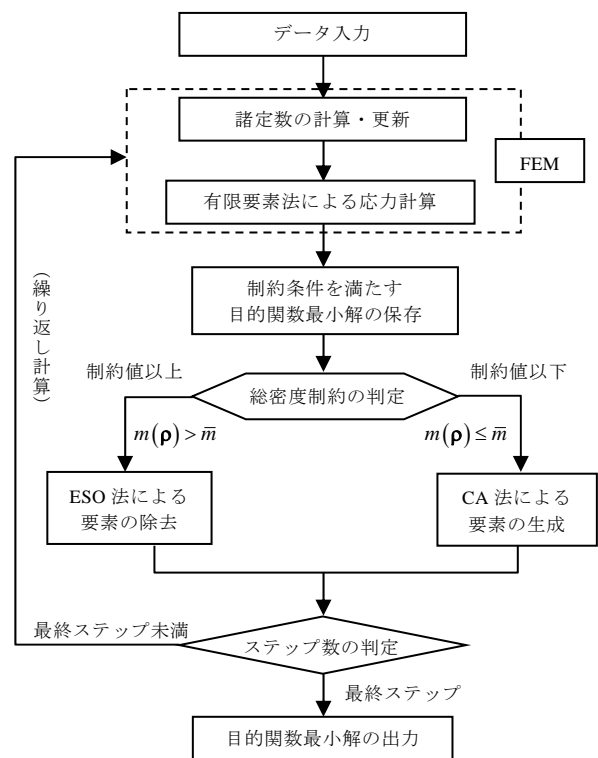 データ入力
諸定数の計算・更新
FEM
有限要素法による応力計算
(繰り返し計算)
制約条件を満たす
目的関数最小解の保存
制約値以上
総密度制約の判定
制約値以下
m(ρ) > m̅
m(ρ) ≤ m̅
ESO 法による
要素の除去
CA 法による
要素の生成
最終ステップ未満
ステップ数の判定
最終ステップ
目的関数最小解の出力